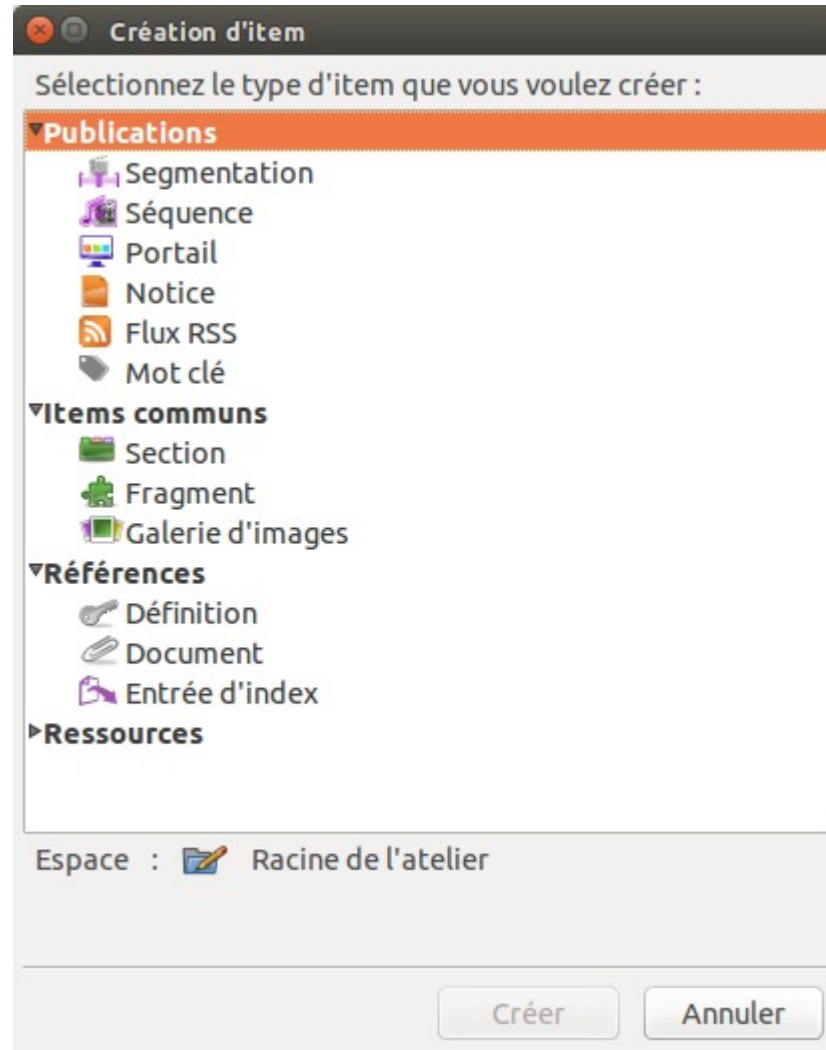 Création d'item
Sélectionnez le type d'item que vous voulez créer :
Publications
Segmentation
Séquence
Portail
Notice
Flux RSS
Mot clé
Items communs
Section
Fragment
Galerie d'images
Références
Définition
Document
Entrée d'index
Ressources
Espace : Racine de l'atelier
Créer Annuler